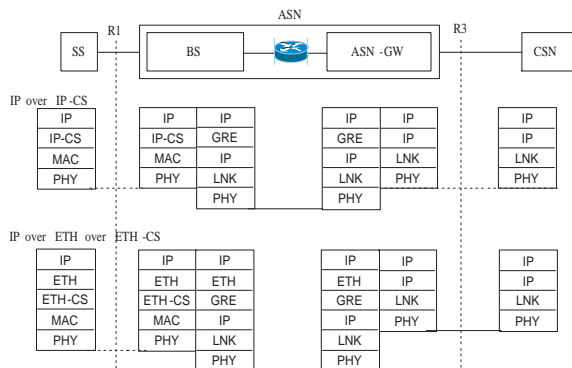 ASN
R1
R3
SS
BS
ASN -GW
CSN
IP over IP -CS
IP IP IP IP IP IP
IP-CS IP-CS GRE GRE IP IP
MAC MAC IP IP LNK LNK
PHY PHY LNK LNK PHY PHY
PHY PHY
IP over ETH over ETH -CS
IP IP IP IP IP IP
ETH ETH ETH ETH IP IP
ETH-CS ETH-CS GRE GRE LNK LNK
MAC MAC IP IP PHY PHY
PHY PHY LNK LNK
PHY PHY